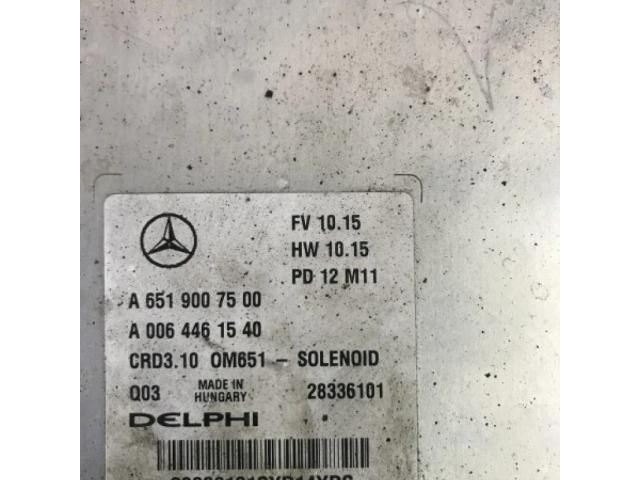 FV 10.15
HW 10.15
PD 12 M11
A 651 900 75 00
A 006 446 15 40
CRD3.10 OM651 – SOLENOID
Q03 MADE IN HUNGARY 28336101
DELPHI